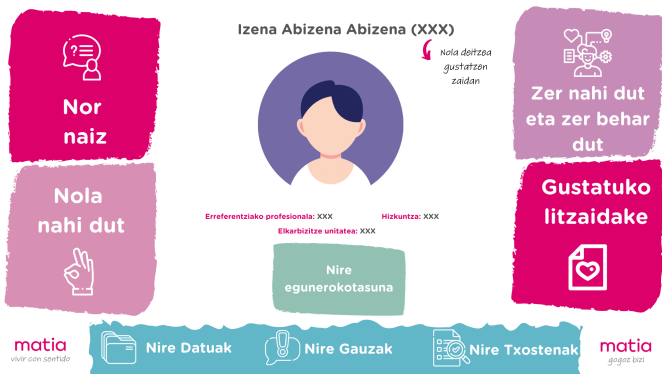 Izena Abizena Abizena (XXX)
Nola deitzea
gustatzen
zaidan
Nor
naiz
Nola
nahi dut
Zer nahi dut
eta zer behar
dut
Gustatuko
litzaidake
Erreferentziako profesionala: XXX
Hizkuntza: XXX
Elkarbizitze unitatea: XXX
Nire
egunerokotasuna
matia
vivir con sentido
Nire Datuak
Nire Gauzak
Nire Txostenak
matia
gogoz bizi